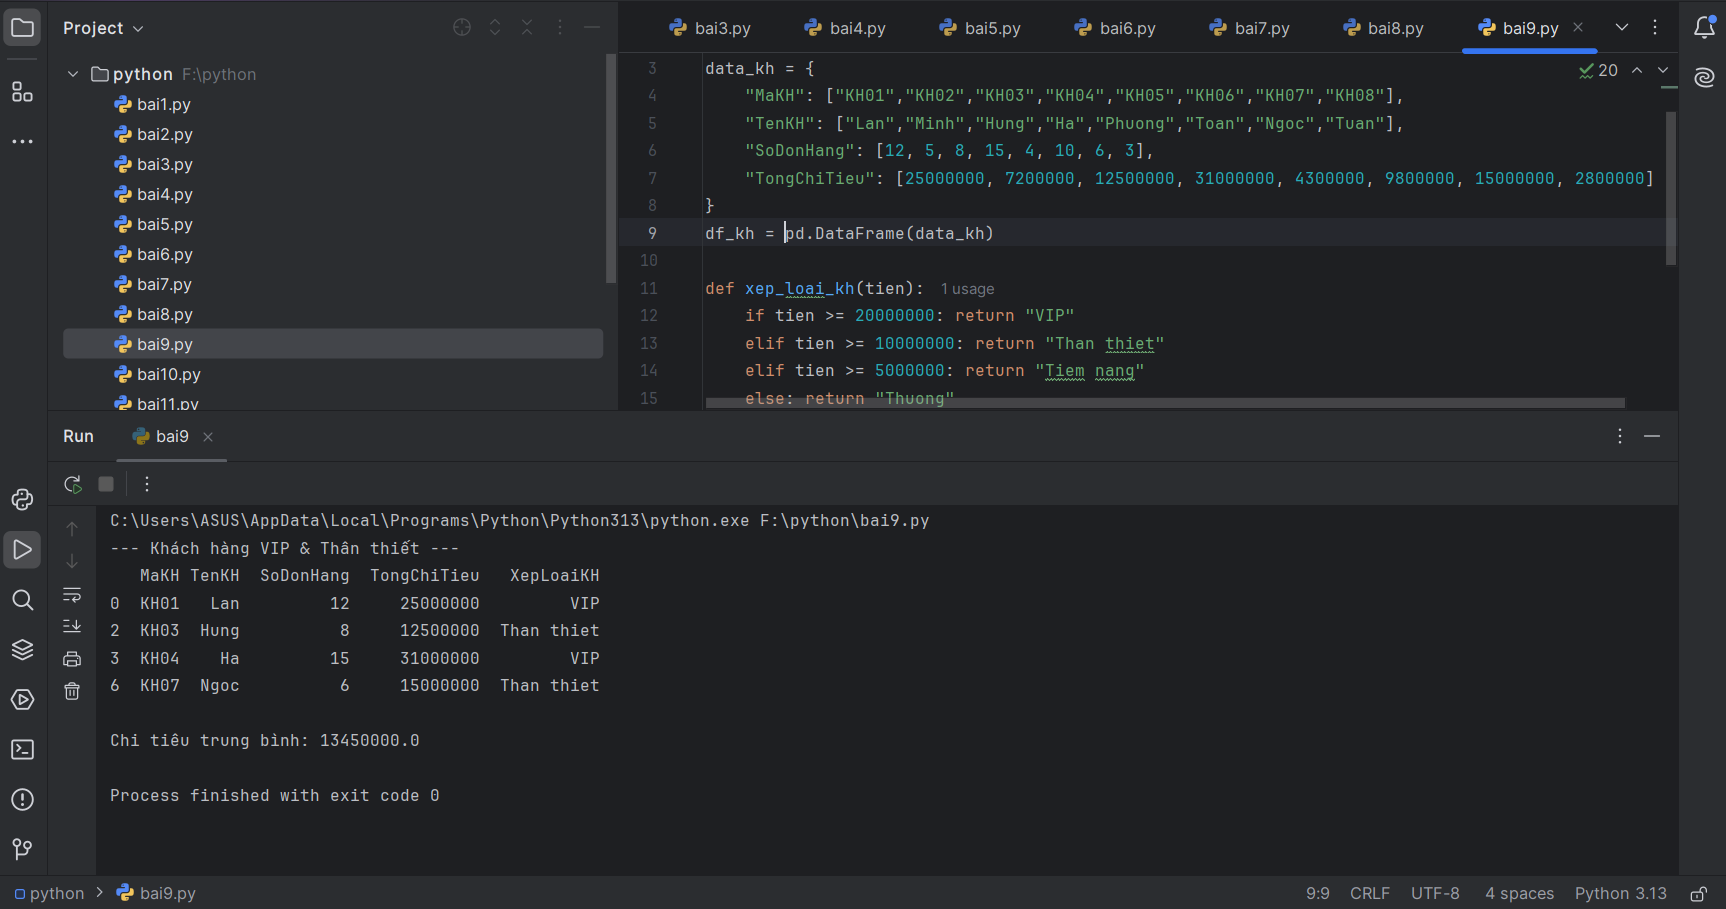 Project
bai3.py bai4.py bai5.py bai6.py bai7.py bai8.py bai9.py
python F:\python
bai1.py
bai2.py
bai3.py
bai4.py
bai5.py
bai6.py
bai7.py
bai8.py
bai9.py
bai10.py
bai11.py
20
3 data_kh = {
4 "MaKH": ["KH01","KH02","KH03","KH04","KH05","KH06","KH07","KH08"],
5 "TenKH": ["Lan","Minh","Hung","Ha","Phuong","Toan","Ngoc","Tuan"],
6 "SoDonHang": [12, 5, 8, 15, 4, 10, 6, 3],
7 "TongChiTieu": [25000000, 7200000, 12500000, 31000000, 4300000, 9800000, 15000000, 2800000]
8 }
9 df_kh = pd.DataFrame(data_kh)
10
11 def xep_loai_kh(tien): 1 usage
12 if tien >= 20000000: return "VIP"
13 elif tien >= 10000000: return "Than thiet"
14 elif tien >= 5000000: return "Tiem nang"
15 else: return "Thuong"
Run bai9
C:\Users\ASUS\AppData\Local\Programs\Python\Python313\python.exe F:\python\bai9.py
--- Khách hàng VIP & Thân thiết ---
MaKH TenKH SoDonHang TongChiTieu XepLoaiKH
0 KH01 Lan 12 25000000 VIP
2 KH03 Hung 8 12500000 Than thiet
3 KH04 Ha 15 31000000 VIP
6 KH07 Ngoc 6 15000000 Than thiet
Chi tiêu trung bình: 13450000.0
Process finished with exit code 0
python > bai9.py
9:9 CRLF UTF-8 4 spaces Python 3.13